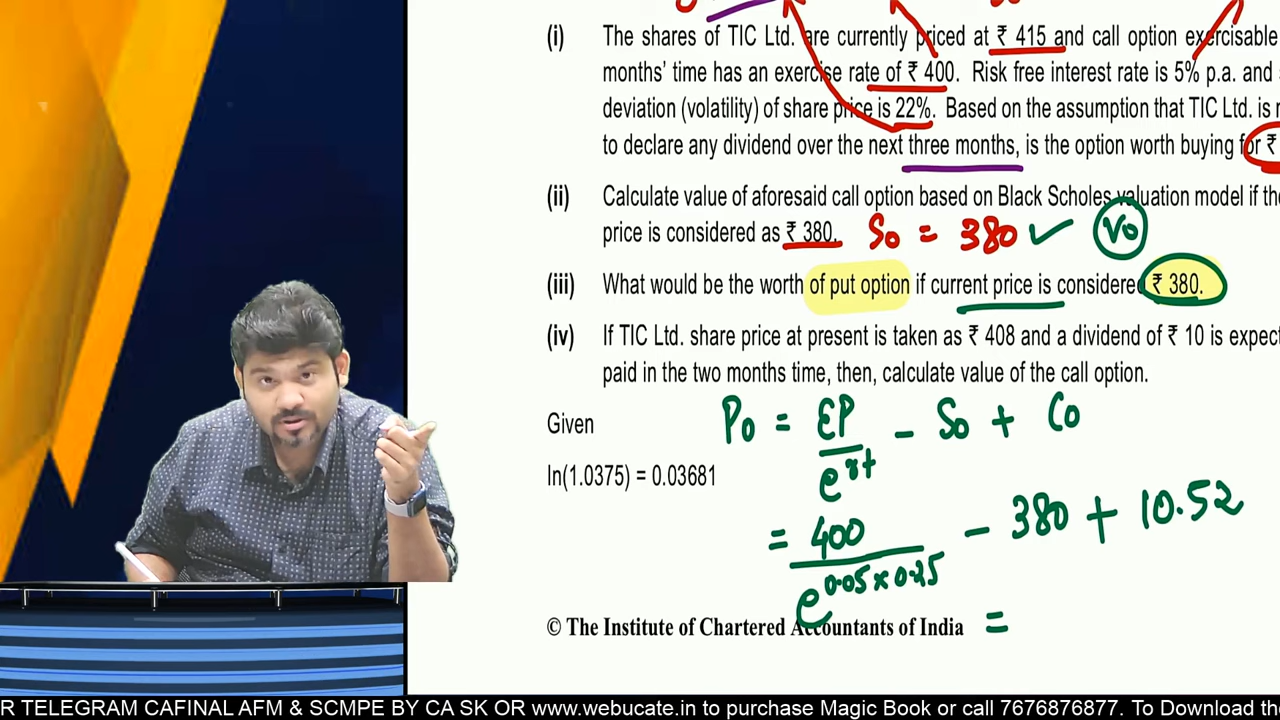 (i) The shares of TIC Ltd. are currently priced at ₹ 415 and call option exercisable
months' time has an exercise rate of ₹ 400. Risk free interest rate is 5% p.a. and
deviation (volatility) of share price is 22%. Based on the assumption that TIC Ltd. is
to declare any dividend over the next three months, is the option worth buying for ₹
(ii) Calculate value of aforesaid call option based on Black Scholes valuation model if the
price is considered as ₹ 380. S0 = 380 ✓ V0
(iii) What would be the worth of put option if current price is considered ₹ 380.
(iv) If TIC Ltd. share price at present is taken as ₹ 408 and a dividend of ₹ 10 is
paid in the two months time, then, calculate value of the call option.
Given
P0 = EP / e^rt - S0 + C0
ln(1.0375) = 0.03681
= 400 / e^0.05×0.25 - 380 + 10.52
© The Institute of Chartered Accountants of India =
R TELEGRAM CAFINAL AFM & SCMPE BY CA SK OR www.webucate.in to purchase Magic Book or call 7676876877. To Download